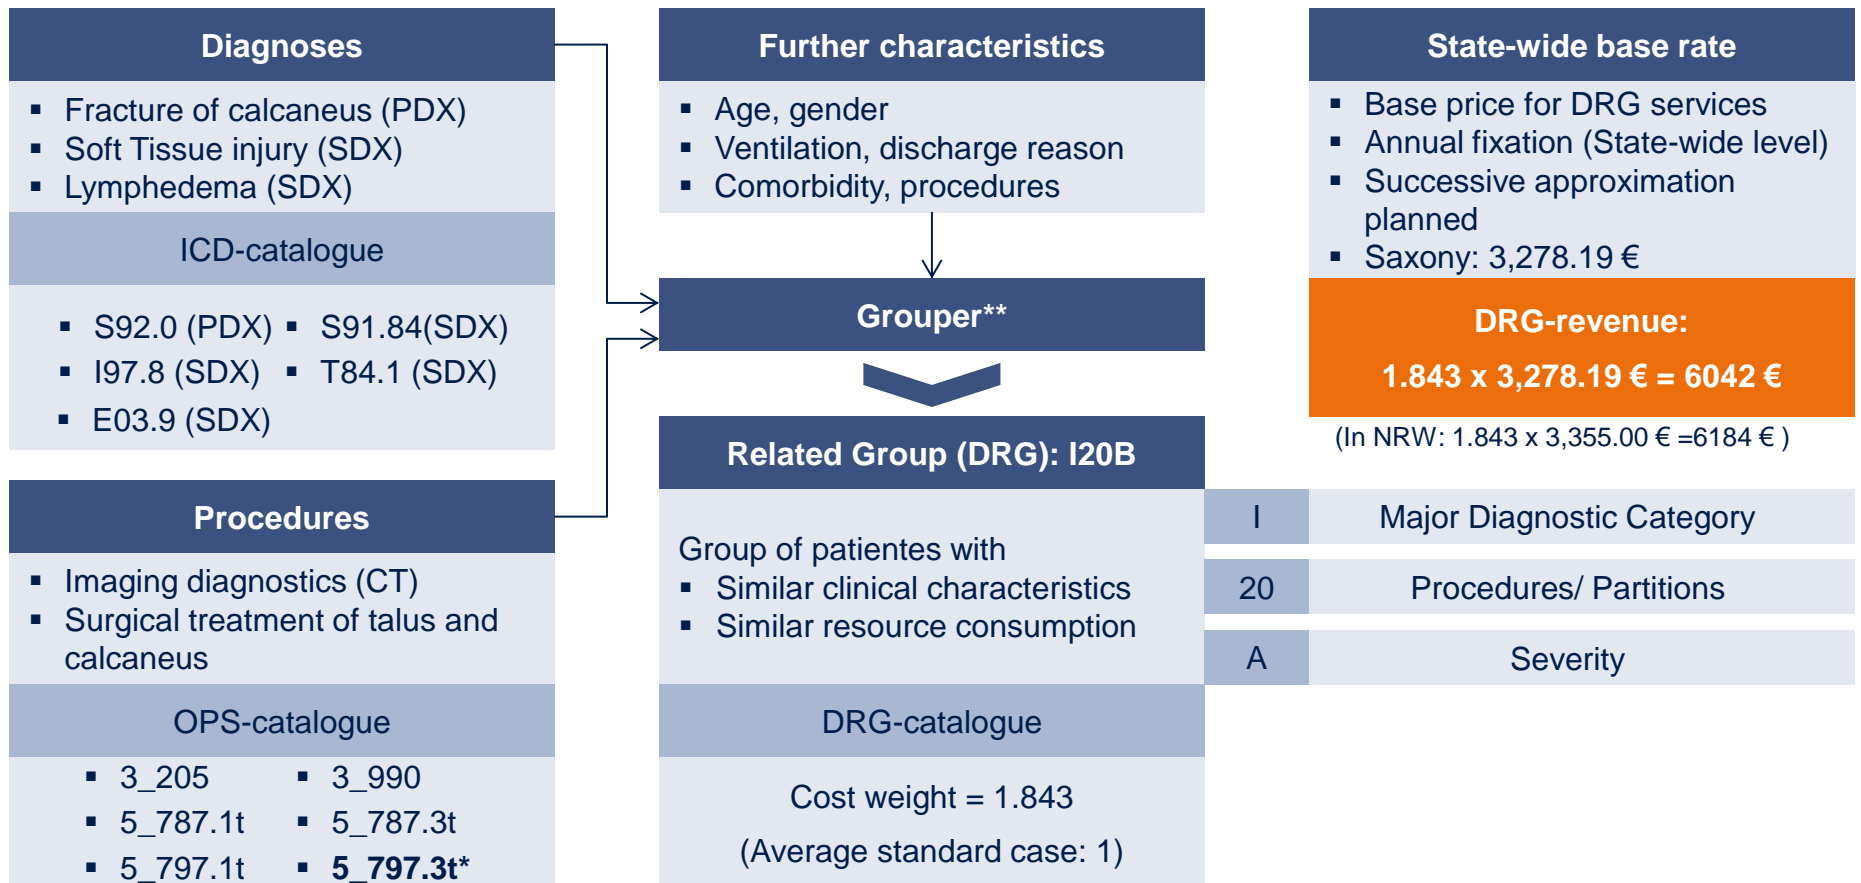 Diagnoses
▪ Fracture of calcaneus (PDX)
▪ Soft Tissue injury (SDX)
▪ Lymphedema (SDX)
ICD-catalogue
▪ S92.0 (PDX) ▪ S91.84(SDX)
▪ I97.8 (SDX) ▪ T84.1 (SDX)
▪ E03.9 (SDX)
Procedures
▪ Imaging diagnostics (CT)
▪ Surgical treatment of talus and
calcaneus
OPS-catalogue
▪ 3_205 ▪ 3_990
▪ 5_787.1t ▪ 5_787.3t
▪ 5_797.1t ▪ 5_797.3t*
Further characteristics
▪ Age, gender
▪ Ventilation, discharge reason
▪ Comorbidity, procedures
Grouper**
Related Group (DRG): I20B
Group of patientes with
▪ Similar clinical characteristics
▪ Similar resource consumption
DRG-catalogue
Cost weight = 1.843
(Average standard case: 1)
State-wide base rate
▪ Base price for DRG services
▪ Annual fixation (State-wide level)
▪ Successive approximation
planned
▪ Saxony: 3,278.19 €
DRG-revenue:
1.843 x 3,278.19 € = 6042 €
(In NRW: 1.843 x 3,355.00 € =6184 € )
I Major Diagnostic Category
20 Procedures/ Partitions
A Severity